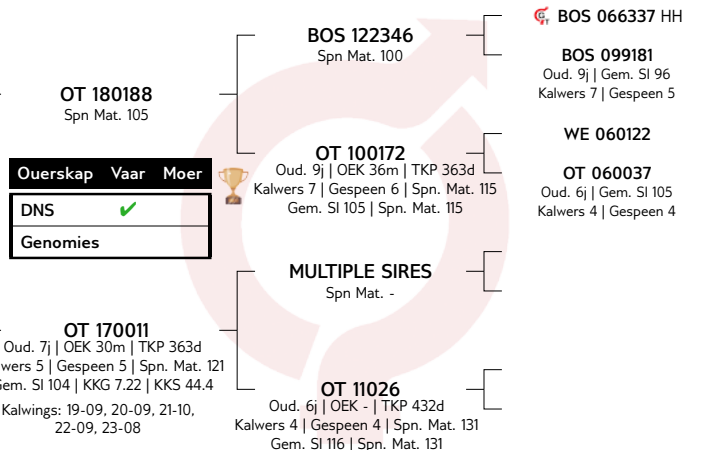 BOS 066337 HH
BOS 122346
Spn Mat. 100
BOS 099181
Oud. 9j | Gem. SI 96
Kalwers 7 | Gespeen 5
OT 180188
Spn Mat. 105
WE 060122
OT 100172
Oud. 9j | OEK 36m | TKP 363d
Kalwers 7 | Gespeen 6 | Spn. Mat. 115
Gem. SI 105 | Spn. Mat. 115
OT 060037
Oud. 6j | Gem. SI 105
Kalwers 4 | Gespeen 4
Ouerskap Vaar Moer
DNS ✔
Genomies
MULTIPLE SIRES
Spn Mat. -
OT 170011
Oud. 7j | OEK 30m | TKP 363d
wers 5 | Gespeen 5 | Spn. Mat. 121
em. SI 104 | KKG 7.22 | KKS 44.4
Kalwings: 19-09, 20-09, 21-10,
22-09, 23-08
OT 11026
Oud. 6j | OEK - | TKP 432d
Kalwers 4 | Gespeen 4 | Spn. Mat. 131
Gem. SI 116 | Spn. Mat. 131